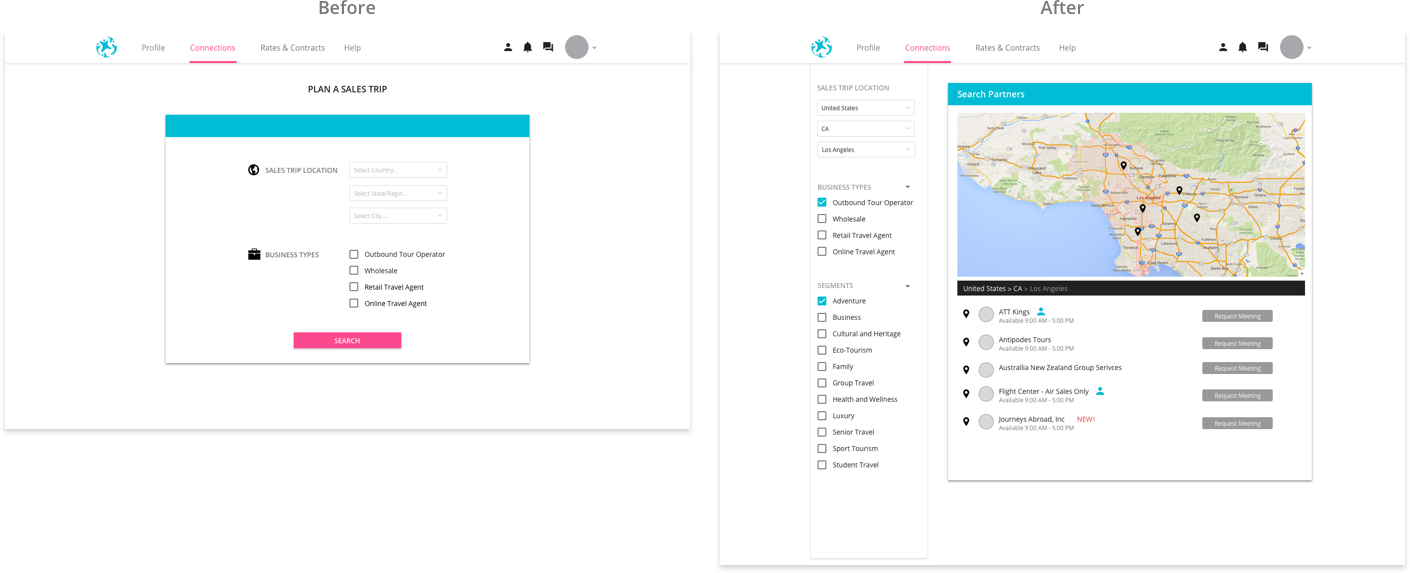 Before
Profile
Connections
Rates & Contracts
Help
PLAN A SALES TRIP
SALES TRIP LOCATION
Select Country...
Select State/Regin...
Select City...
BUSINESS TYPES
Outbound Tour Operator
Wholesale
Retail Travel Agent
Online Travel Agent
SEARCH
After
Profile
Connections
Rates & Contracts
Help
SALES TRIP LOCATION
United States
CA
Los Angeles
BUSINESS TYPES
Outbound Tour Operator
Wholesale
Retail Travel Agent
Online Travel Agent
SEGMENTS
Adventure
Business
Cultural and Heritage
Eco-Tourism
Family
Group Travel
Health and Wellness
Luxury
Senior Travel
Sport Tourism
Student Travel
Search Partners
Los Angeles
United States > CA > Los Angeles
ATT Kings
Available 9:00 AM - 5:00 PM
Request Meeting
Antipodes Tours
Available 9:00 AM - 5:00 PM
Request Meeting
Australlia New Zealand Group Serivces
Request Meeting
Flight Center - Air Sales Only
Available 9:00 AM - 5:00 PM
Request Meeting
Journeys Abroad, Inc NEW!
Available 9:00 AM - 5:00 PM
Request Meeting